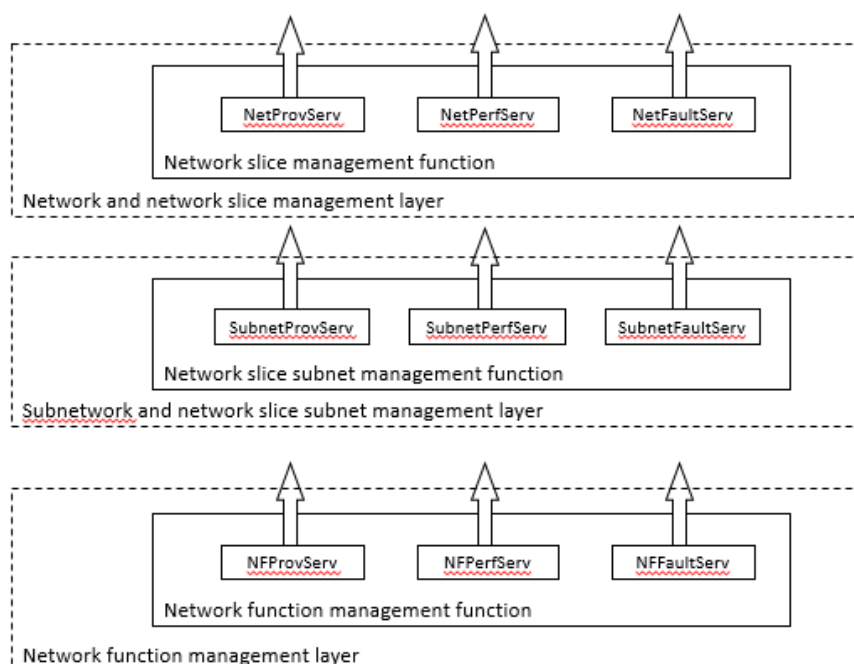 NetProvServ NetPerfServ NetFaultServ
Network slice management function
Network and network slice management layer
SubnetProvServ SubnetPerfServ SubnetFaultServ
Network slice subnet management function
Subnetwork and network slice subnet management layer
NFProvServ NFPerfServ NFFaultServ
Network function management function
Network function management layer